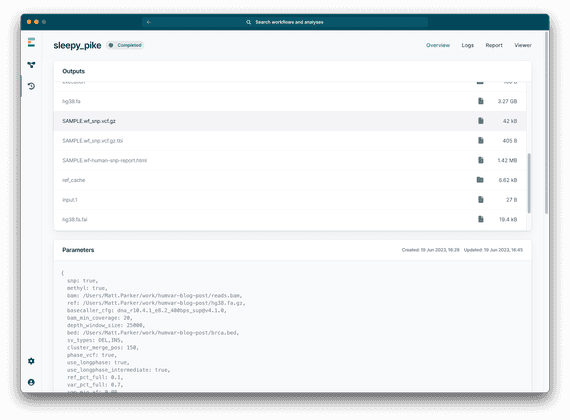 Search workflows and analyses
sleepy_pike
Completed
Overview Logs Report Viewer
Outputs
execution
hg38.fa 3.27 GB
SAMPLE.wf_snp.vcf.gz 42 kB
SAMPLE.wf_snp.vcf.gz.tbi 405 B
SAMPLE.wf-human-snp-report.html 1.42 MB
ref_cache 6.62 kB
input.1 27 B
hg38.fa.fai 19.4 kB
Parameters
Created: 19 Jun 2023, 16:28 Updated: 19 Jun 2023, 16:45
{
snp: true,
methyl: true,
bam: /Users/Matt.Parker/work/humvar-blog-post/reads.bam,
ref: /Users/Matt.Parker/work/humvar-blog-post/hg38.fa.gz,
basecaller_cfg: dna_r10.4.1_e8.2_400bps_sup@v4.1.0,
bam_min_coverage: 20,
depth_window_size: 25000,
bed: /Users/Matt.Parker/work/humvar-blog-post/brca.bed,
sv_types: DEL,INS,
cluster_merge_pos: 150,
phase_vcf: true,
use_longphase: true,
use_longphase_intermediate: true,
ref_pct_full: 0.1,
var_pct_full: 0.7,